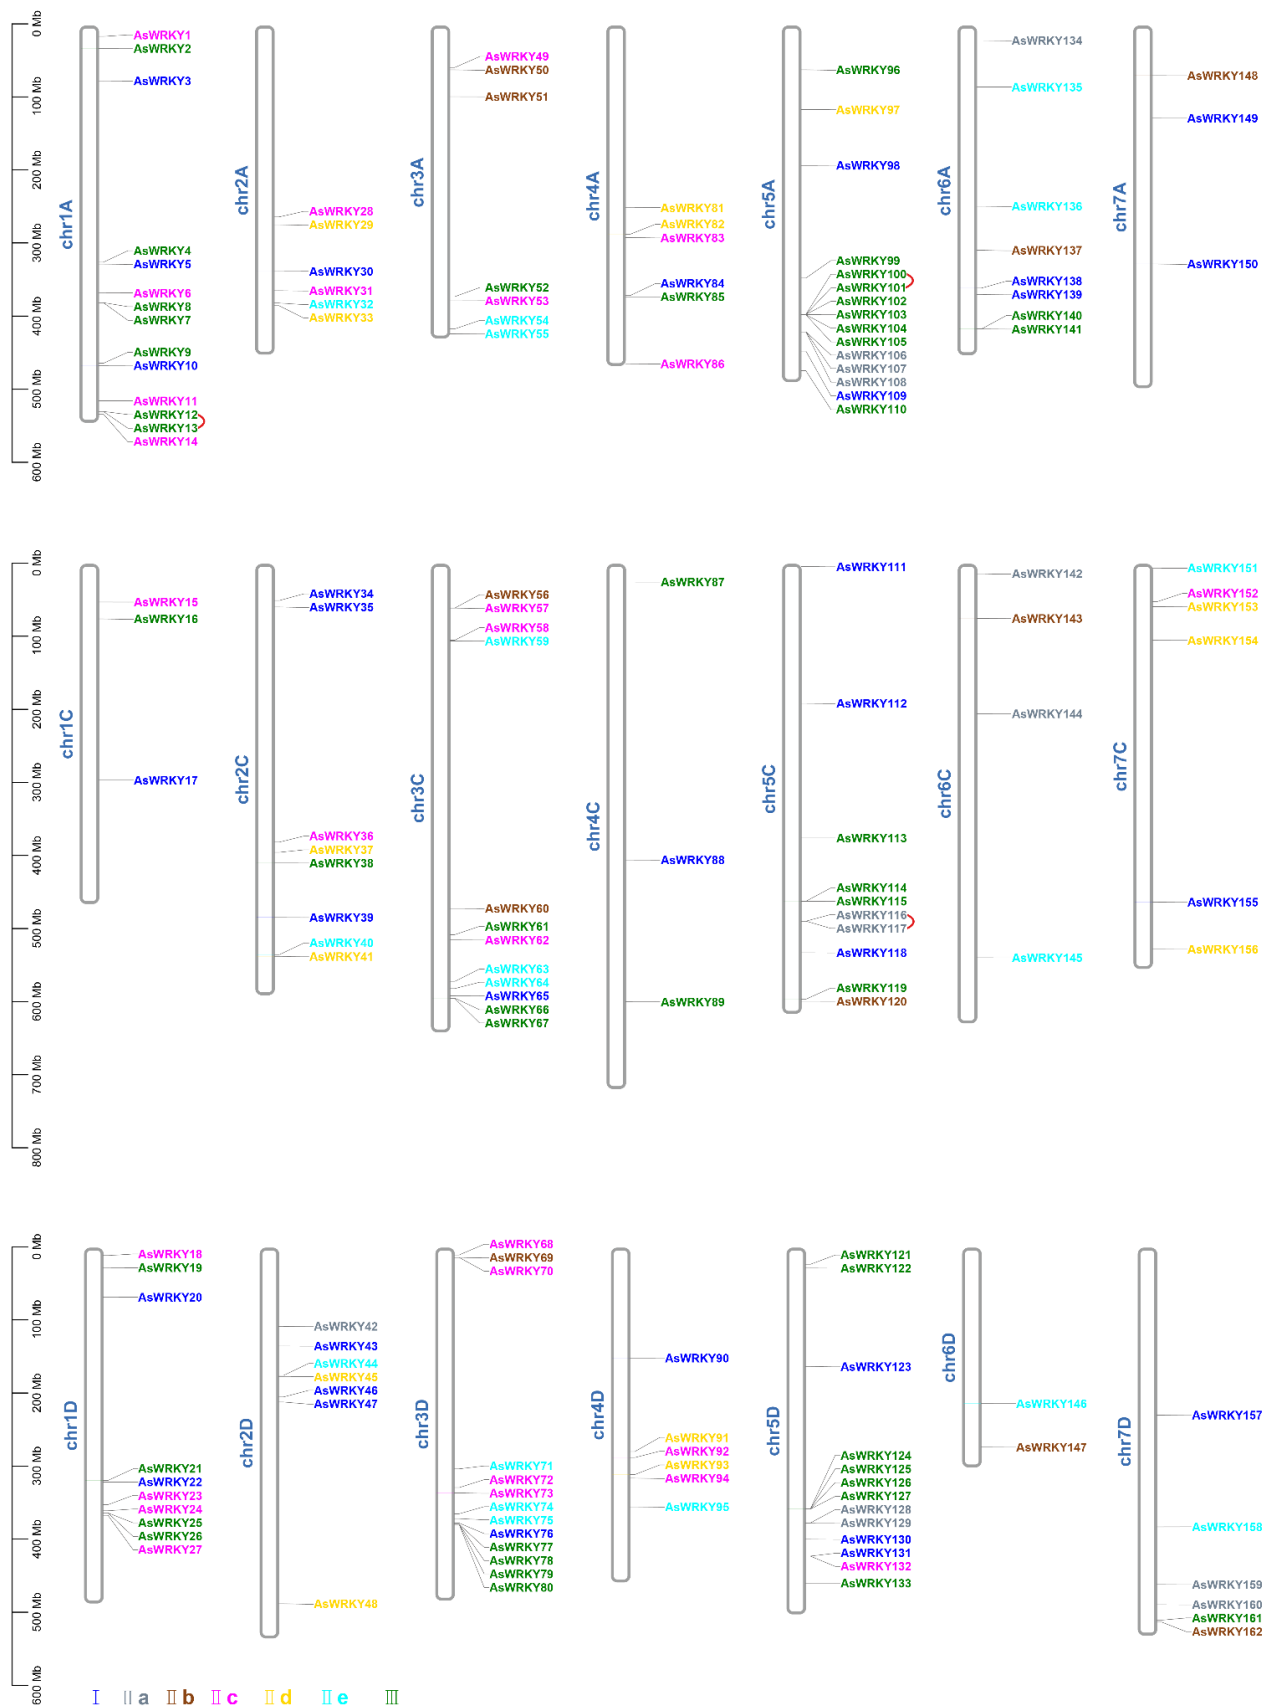 0 Mb
100 Mb
200 Mb
300 Mb
400 Mb
500 Mb
600 Mb
chr1A
AsWRKY1
AsWRKY2
AsWRKY3
AsWRKY4
AsWRKY5
AsWRKY6
AsWRKY8
AsWRKY7
AsWRKY9
AsWRKY10
AsWRKY11
AsWRKY12
AsWRKY13
AsWRKY14
chr2A
AsWRKY28
AsWRKY29
AsWRKY30
AsWRKY31
AsWRKY32
AsWRKY33
chr3A
AsWRKY49
AsWRKY50
AsWRKY51
AsWRKY52
AsWRKY53
AsWRKY54
AsWRKY55
chr4A
AsWRKY81
AsWRKY82
AsWRKY83
AsWRKY84
AsWRKY85
AsWRKY86
chr5A
AsWRKY96
AsWRKY97
AsWRKY98
AsWRKY99
AsWRKY100
AsWRKY101
AsWRKY102
AsWRKY103
AsWRKY104
AsWRKY105
AsWRKY106
AsWRKY107
AsWRKY108
AsWRKY109
AsWRKY110
chr6A
AsWRKY134
AsWRKY135
AsWRKY136
AsWRKY137
AsWRKY138
AsWRKY139
AsWRKY140
AsWRKY141
chr7A
AsWRKY148
AsWRKY149
AsWRKY150
0 Mb
100 Mb
200 Mb
300 Mb
400 Mb
500 Mb
600 Mb
700 Mb
800 Mb
chr1C
AsWRKY15
AsWRKY16
AsWRKY17
chr2C
AsWRKY34
AsWRKY35
AsWRKY36
AsWRKY37
AsWRKY38
AsWRKY39
AsWRKY40
AsWRKY41
chr3C
AsWRKY56
AsWRKY57
AsWRKY58
AsWRKY59
AsWRKY60
AsWRKY61
AsWRKY62
AsWRKY63
AsWRKY64
AsWRKY65
AsWRKY66
AsWRKY67
chr4C
AsWRKY87
AsWRKY88
AsWRKY89
chr5C
AsWRKY111
AsWRKY112
AsWRKY113
AsWRKY114
AsWRKY115
AsWRKY116
AsWRKY117
AsWRKY118
AsWRKY119
AsWRKY120
chr6C
AsWRKY142
AsWRKY143
AsWRKY144
AsWRKY145
chr7C
AsWRKY151
AsWRKY152
AsWRKY153
AsWRKY154
AsWRKY155
AsWRKY156
0 Mb
100 Mb
200 Mb
300 Mb
400 Mb
500 Mb
600 Mb
chr1D
AsWRKY18
AsWRKY19
AsWRKY20
AsWRKY21
AsWRKY22
AsWRKY23
AsWRKY24
AsWRKY25
AsWRKY26
AsWRKY27
chr2D
AsWRKY42
AsWRKY43
AsWRKY44
AsWRKY45
AsWRKY46
AsWRKY47
AsWRKY48
chr3D
AsWRKY68
AsWRKY69
AsWRKY70
AsWRKY71
AsWRKY72
AsWRKY73
AsWRKY74
AsWRKY75
AsWRKY76
AsWRKY77
AsWRKY78
AsWRKY79
AsWRKY80
chr4D
AsWRKY90
AsWRKY91
AsWRKY92
AsWRKY93
AsWRKY94
AsWRKY95
chr5D
AsWRKY121
AsWRKY122
AsWRKY123
AsWRKY124
AsWRKY125
AsWRKY126
AsWRKY127
AsWRKY128
AsWRKY129
AsWRKY130
AsWRKY131
AsWRKY132
AsWRKY133
chr6D
AsWRKY146
AsWRKY147
chr7D
AsWRKY157
AsWRKY158
AsWRKY159
AsWRKY160
AsWRKY161
AsWRKY162
Ⅰ Ⅱ a Ⅱ b Ⅱ c Ⅱ d Ⅱ e Ⅲ